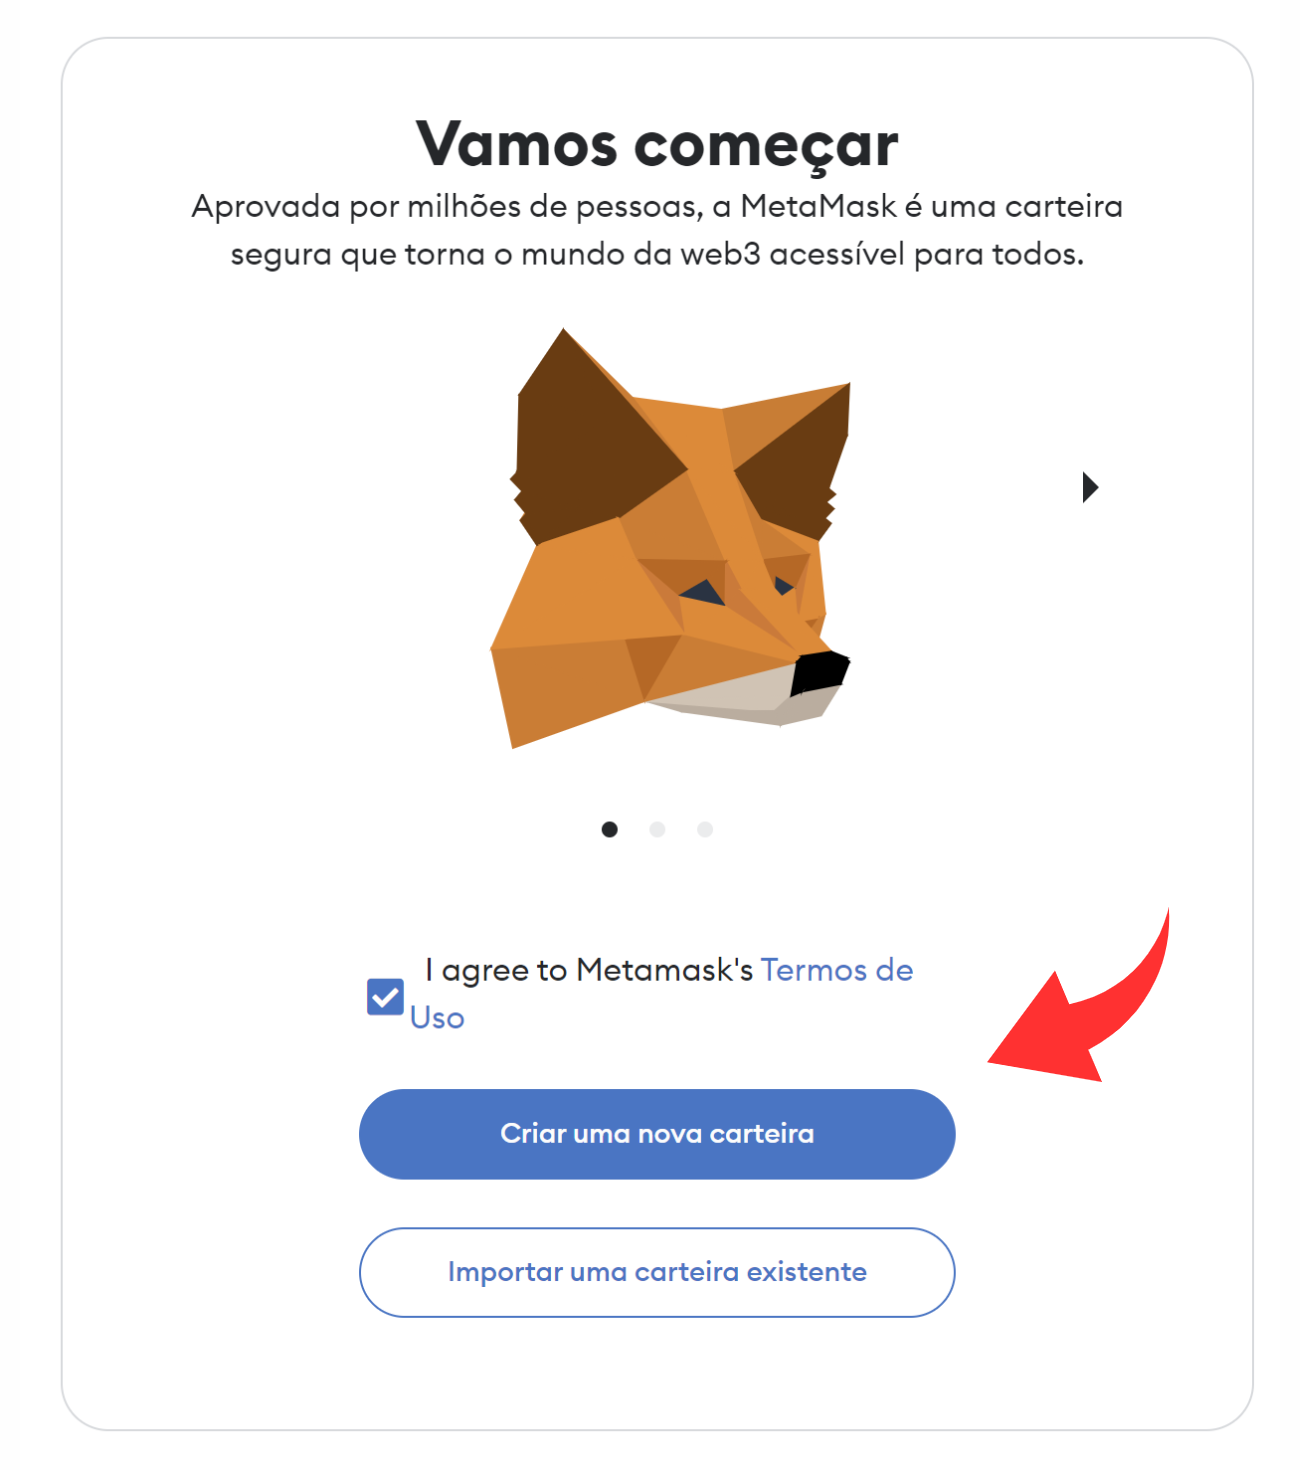 Vamos começar
Aprovada por milhões de pessoas, a MetaMask é uma carteira
segura que torna o mundo da web3 acessível para todos.
I agree to Metamask's Termos de
Uso
Criar uma nova carteira
Importar uma carteira existente